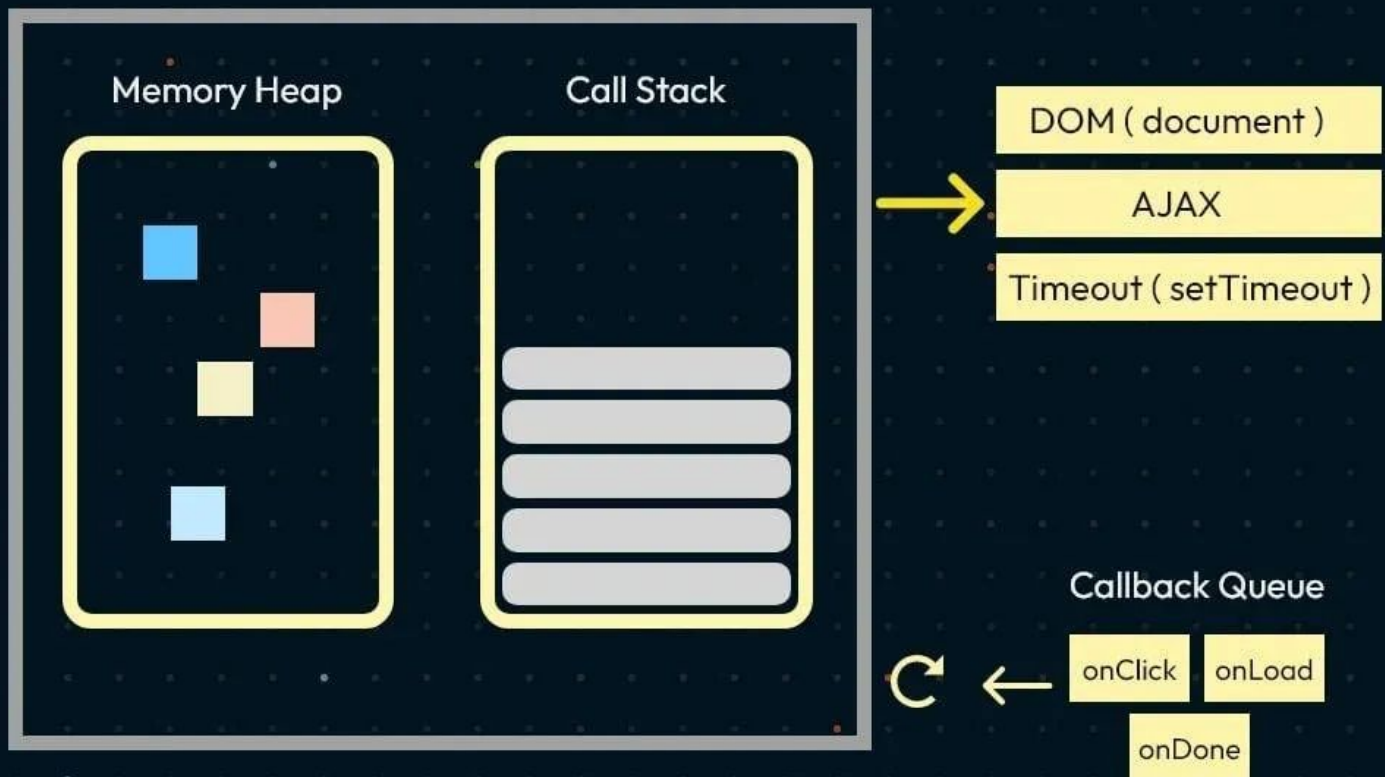 Memory Heap
Call Stack
DOM ( document )
AJAX
Timeout ( setTimeout )
Callback Queue
onClick
onLoad
onDone